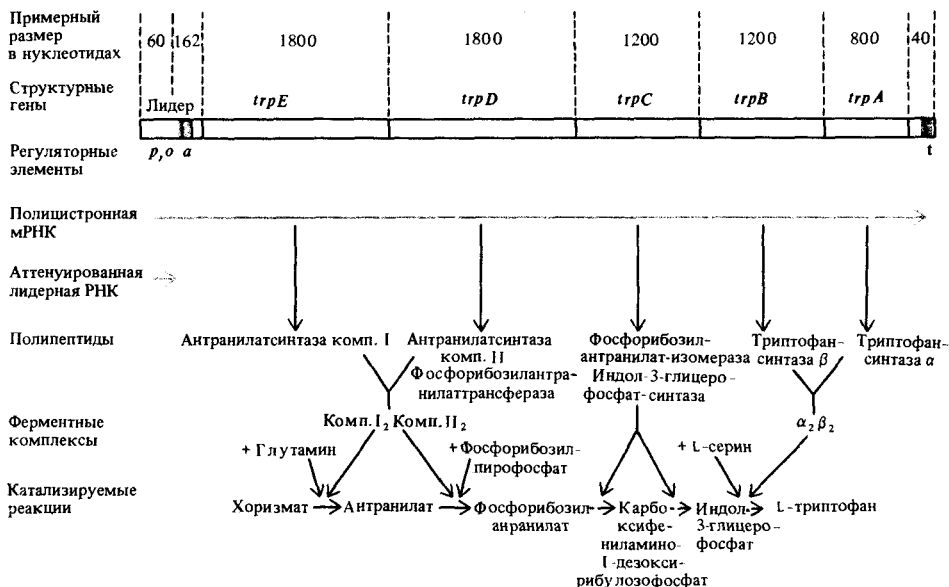 Примерный
размер
в нуклеотидах
60 162 1800 1800 1200 1200 800 40
Структурные
гены
Лидер trpE trpD trpC trpB trpA
Регуляторные
элементы
p,o a t
Полицистронная
мРНК
Аттенуированная
лидерная РНК
Полипептиды
Антранилатсинтаза комп. I
Антранилатсинтаза
комп. II
Фосфорибозилантра-
нилаттрансфераза
Фосфорибозил-
антранилат-изомераза
Индол-3-глицеро-
фосфат-синтаза
Триптофан-
синтаза β
Триптофан-
синтаза α
Ферментные
комплексы
Комп. I₂ Комп. II₂
α₂β₂
+ Глутамин
+Фосфорибозил-
пирофосфат
+ L-серин
Катализируемые
реакции
Хоризмат
Антранилат
Фосфорибозил
анранилат
Карбо-
ксифе-
ниламино-
1-дезокси-
рибулозофосфат
Индол-
3-глицеро-
фосфат
L-триптофан